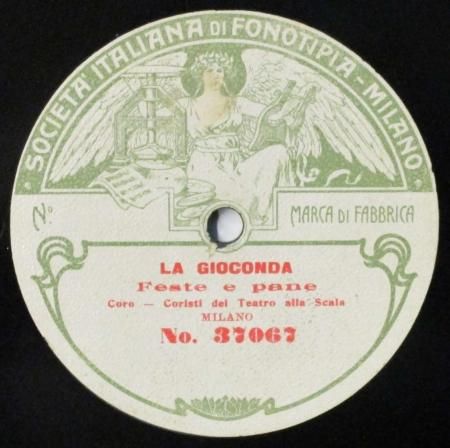 SOCIETÀ ITALIANA DI FONOTIPIA - MILANO
No
MARCA DI FABBRICA
LA GIOCONDA
Feste e pane
Coro — Coristi del Teatro alla Scala
MILANO
No. 37067